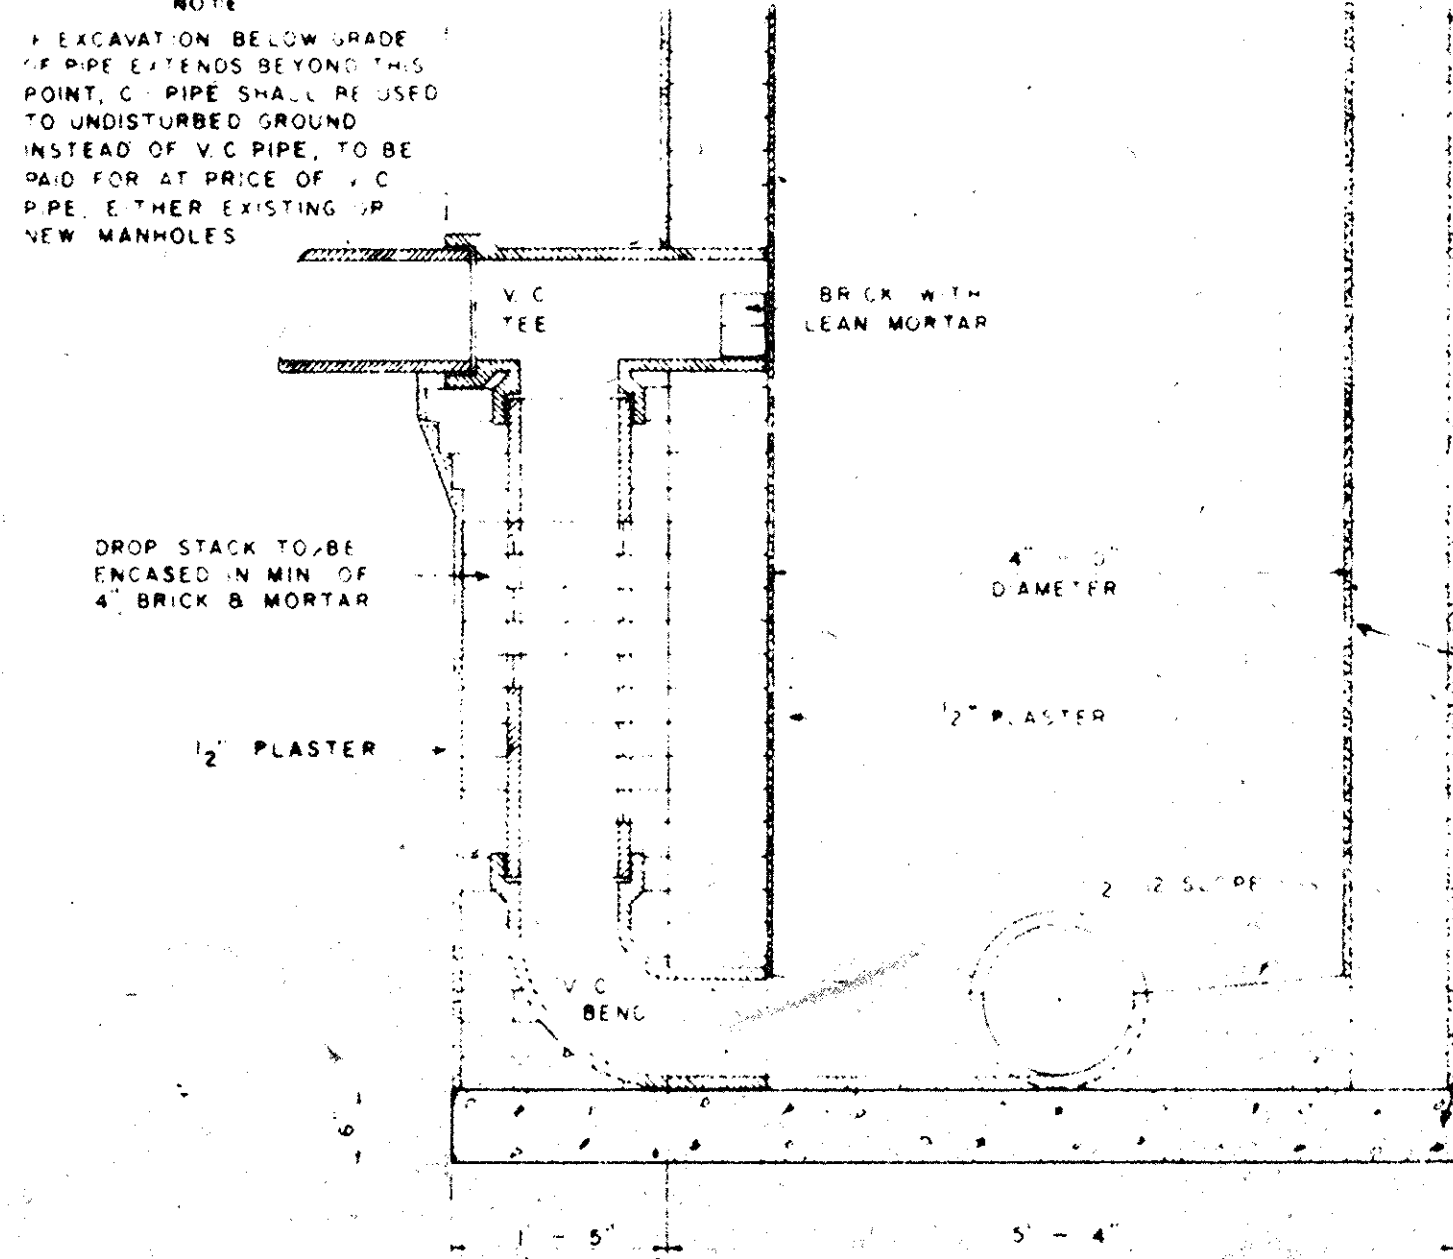 NOTE
EXCAVATION BELOW GRADE
OF PIPE EXTENDS BEYOND THIS
POINT, C PIPE SHALL BE USED
TO UNDISTURBED GROUND
INSTEAD OF V.C PIPE, TO BE
PAID FOR AT PRICE OF V C
PIPE, EITHER EXISTING OR
NEW MANHOLES
V. C
TEE
BRICK WITH
LEAN MORTAR
DROP STACK TO BE
ENCASED IN MIN OF
4" BRICK & MORTAR
DIAMETER
1/2" PLASTER
1/2" PLASTER
SLOPE
V C
BEND
6"
1' - 5"
5' - 4"